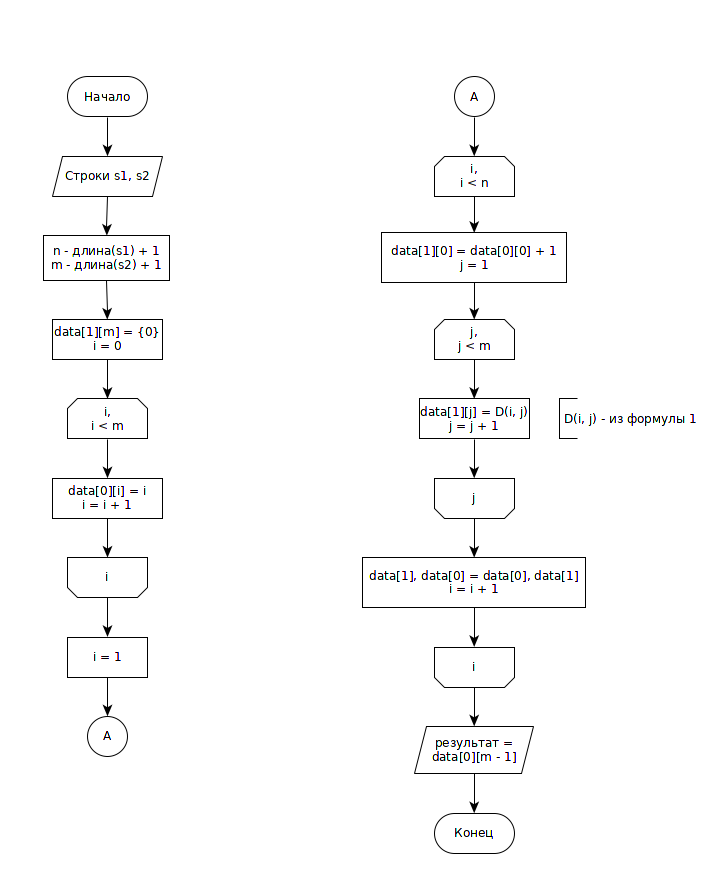 Начало
Строки s1, s2
n - длина(s1) + 1
m - длина(s2) + 1
data[1][m] = {0}
i = 0
i,
i < m
data[0][i] = i
i = i + 1
i
i = 1
A
A
i,
i < n
data[1][0] = data[0][0] + 1
j = 1
j,
j < m
data[1][j] = D(i, j)
j = j + 1
D(i, j) - из формулы 1
j
data[1], data[0] = data[0], data[1]
i = i + 1
i
результат =
data[0][m - 1]
Конец